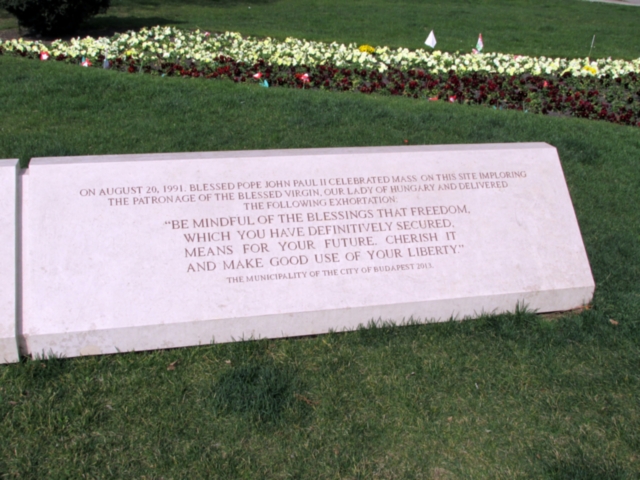 ON AUGUST 20, 1991, BLESSED POPE JOHN PAUL II CELEBRATED MASS ON THIS SITE IMPLORING
THE PATRONAGE OF THE BLESSED VIRGIN, OUR LADY OF HUNGARY AND DELIVERED
THE FOLLOWING EXHORTATION:
"BE MINDFUL OF THE BLESSINGS THAT FREEDOM,
WHICH YOU HAVE DEFINITIVELY SECURED,
MEANS FOR YOUR FUTURE. CHERISH IT
AND MAKE GOOD USE OF YOUR LIBERTY."
THE MUNICIPALITY OF THE CITY OF BUDAPEST 2013.